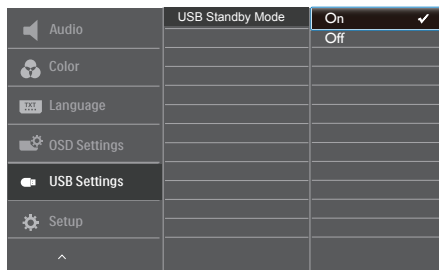 Audio
Color
TXT Language
OSD Settings
USB Settings
Setup
USB Standby Mode
On
Off